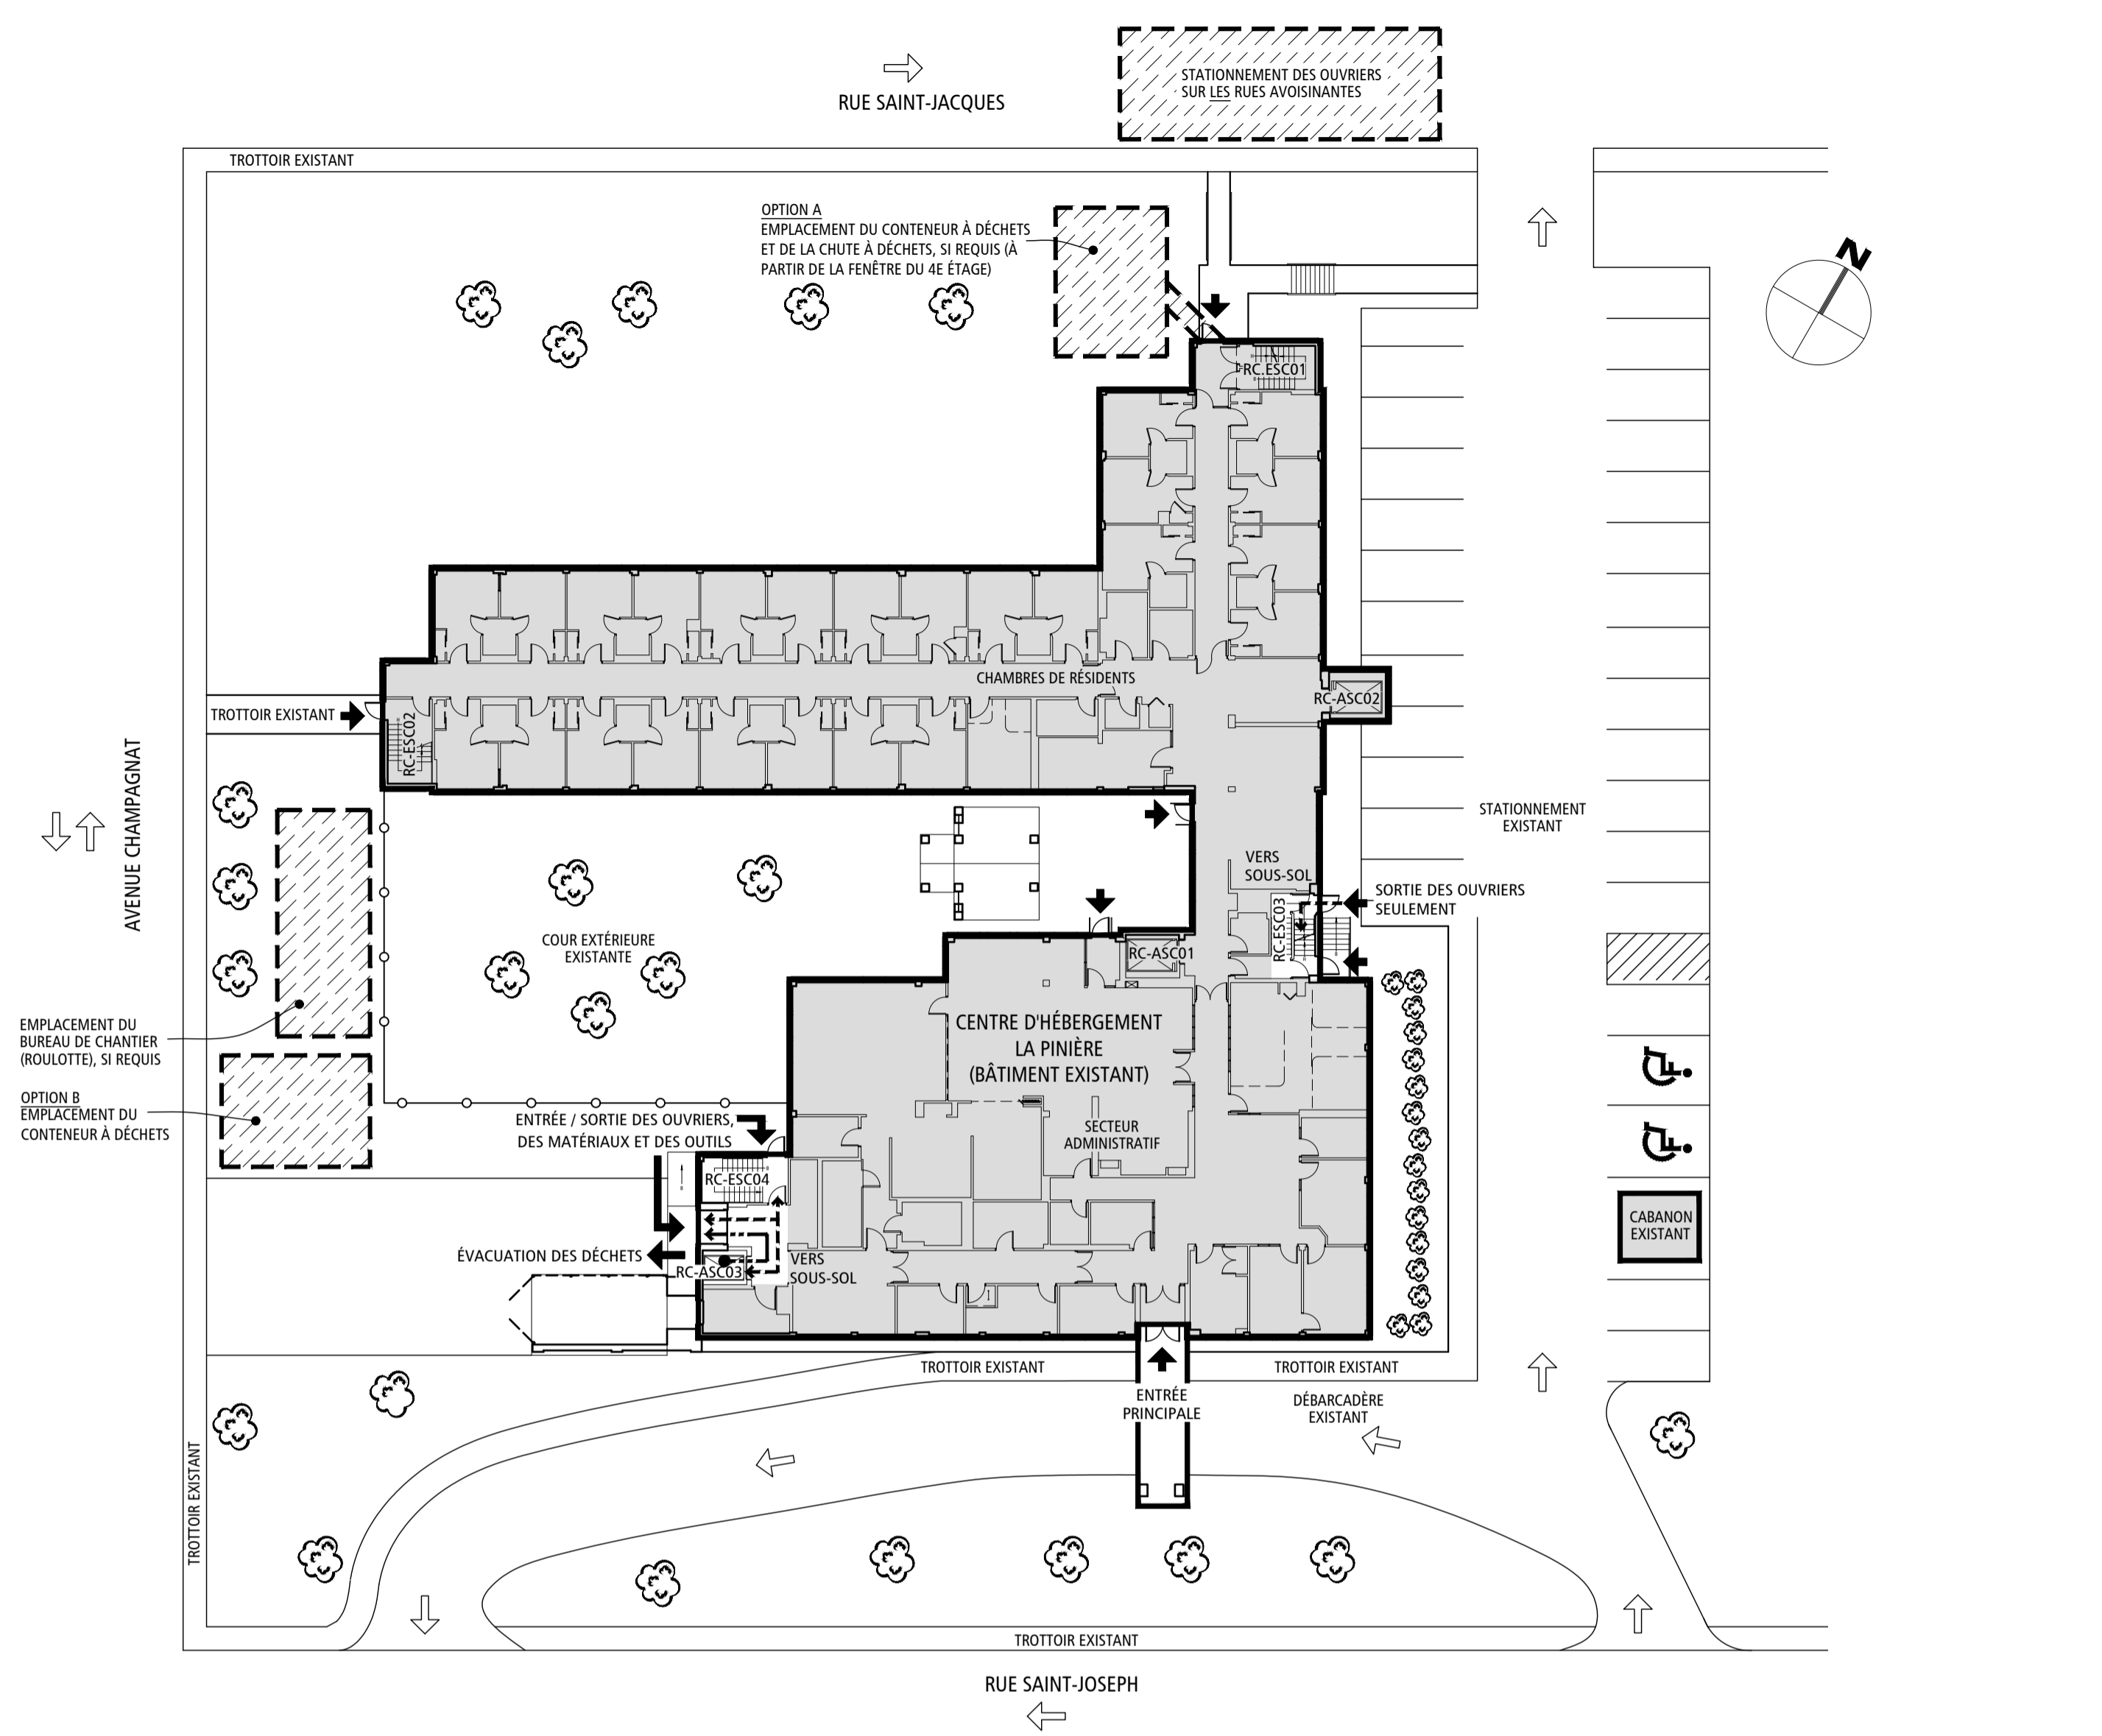 STATIONNEMENT DES OUVRIERS
SUR LES RUES AVOISINANTES
RUE SAINT-JACQUES
TROTTOIR EXISTANT
OPTION A
EMPLACEMENT DU CONTENEUR À DÉCHETS
ET DE LA CHUTE À DÉCHETS, SI REQUIS (À
PARTIR DE LA FENÊTRE DU 4E ÉTAGE)
N
RC.ESC01
CHAMBRES DE RÉSIDENTS
RC-ASC02
TROTTOIR EXISTANT
RC-ESC02
AVENUE CHAMPAGNAT
STATIONNEMENT
EXISTANT
VERS
SOUS-SOL
SORTIE DES OUVRIERS
SEULEMENT
RC-ESC03
COUR EXTÉRIEURE
EXISTANTE
RC-ASC01
CENTRE D'HÉBERGEMENT
LA PINIÈRE
(BÂTIMENT EXISTANT)
EMPLACEMENT DU
BUREAU DE CHANTIER
(ROULOTTE), SI REQUIS
OPTION B
EMPLACEMENT DU
CONTENEUR À DÉCHETS
ENTRÉE / SORTIE DES OUVRIERS,
DES MATÉRIAUX ET DES OUTILS
SECTEUR
ADMINISTRATIF
RC-ESC04
CABANON
EXISTANT
ÉVACUATION DES DÉCHETS
RC-ASC03
VERS
SOUS-SOL
TROTTOIR EXISTANT
TROTTOIR EXISTANT
ENTRÉE
PRINCIPALE
DÉBARCADÈRE
EXISTANT
TROTTOIR EXISTANT
TROTTOIR EXISTANT
RUE SAINT-JOSEPH